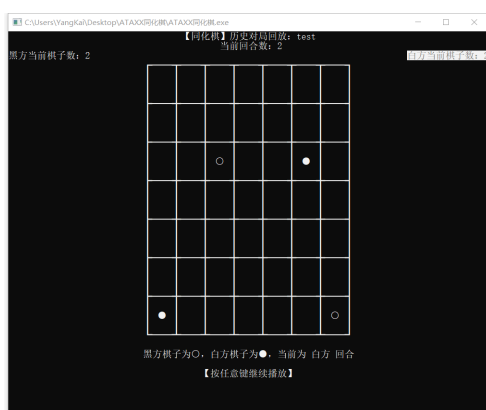 C:\Users\YangKai\Desktop\ATAXX同化棋\ATAXX同化棋.exe
【同化棋】历史对局回放：test
当前回合数：2
黑方当前棋子数：2
白方当前棋子数：
黑方棋子为○，白方棋子为●，当前为 白方 回合
【按任意键继续播放】